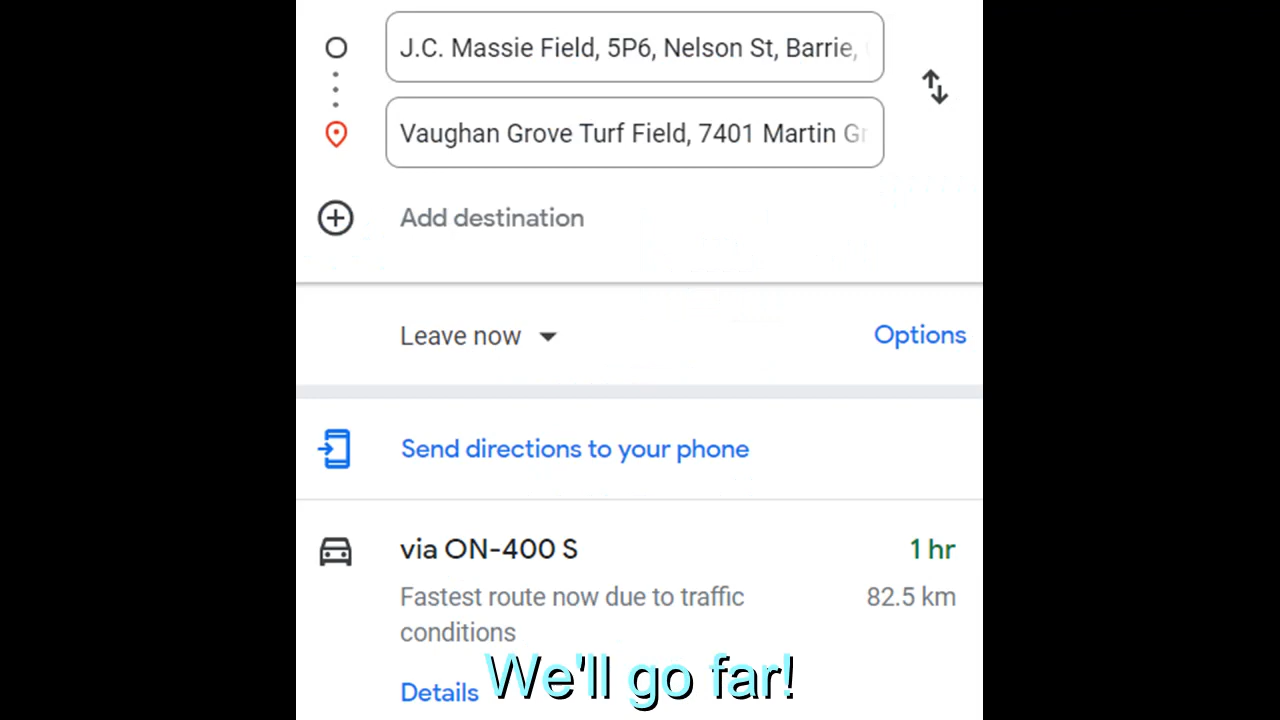 J.C. Massie Field, 5P6, Nelson St, Barrie,
Vaughan Grove Turf Field, 7401 Martin Gr
Add destination
Leave now
Options
Send directions to your phone
via ON-400 S
1 hr
Fastest route now due to traffic
82.5 km
conditions
We'll go far!
Details